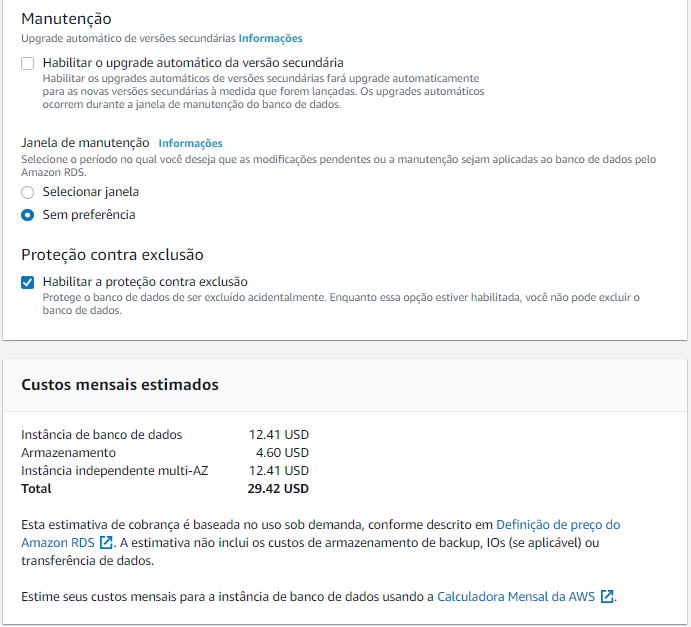 Manutenção
Upgrade automático de versões secundárias Informações
Habilitar o upgrade automático da versão secundária
Habilitar os upgrades automáticos de versões secundárias fará upgrade automaticamente
para as novas versões secundárias à medida que forem lançadas. Os upgrades automáticos
ocorrem durante a janela de manutenção do banco de dados.
Janela de manutenção Informações
Selecione o período no qual você deseja que as modificações pendentes ou a manutenção sejam aplicadas ao banco de dados pelo
Amazon RDS.
Selecionar janela
Sem preferência
Proteção contra exclusão
Habilitar a proteção contra exclusão
Protege o banco de dados de ser excluído acidentalmente. Enquanto essa opção estiver habilitada, você não pode excluir o
banco de dados.
Custos mensais estimados
Instância de banco de dados 12.41 USD
Armazenamento 4.60 USD
Instância independente multi-AZ 12.41 USD
Total 29.42 USD
Esta estimativa de cobrança é baseada no uso sob demanda, conforme descrito em Definição de preço do
Amazon RDS. A estimativa não inclui os custos de armazenamento de backup, IOs (se aplicável) ou
transferência de dados.
Estime seus custos mensais para a instância de banco de dados usando a Calculadora Mensal da AWS.